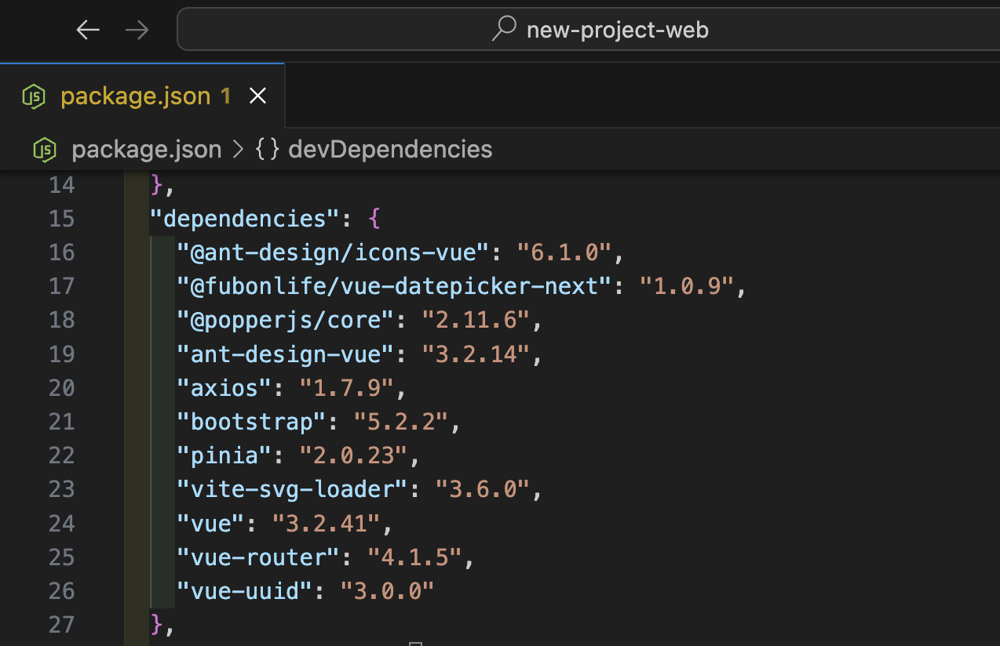 new-project-web
package.json 1
package.json > {} devDependencies
14 },
15 "dependencies": {
16 "@ant-design/icons-vue": "6.1.0",
17 "@fubonlife/vue-datepicker-next": "1.0.9",
18 "@popperjs/core": "2.11.6",
19 "ant-design-vue": "3.2.14",
20 "axios": "1.7.9",
21 "bootstrap": "5.2.2",
22 "pinia": "2.0.23",
23 "vite-svg-loader": "3.6.0",
24 "vue": "3.2.41",
25 "vue-router": "4.1.5",
26 "vue-uuid": "3.0.0"
27 },